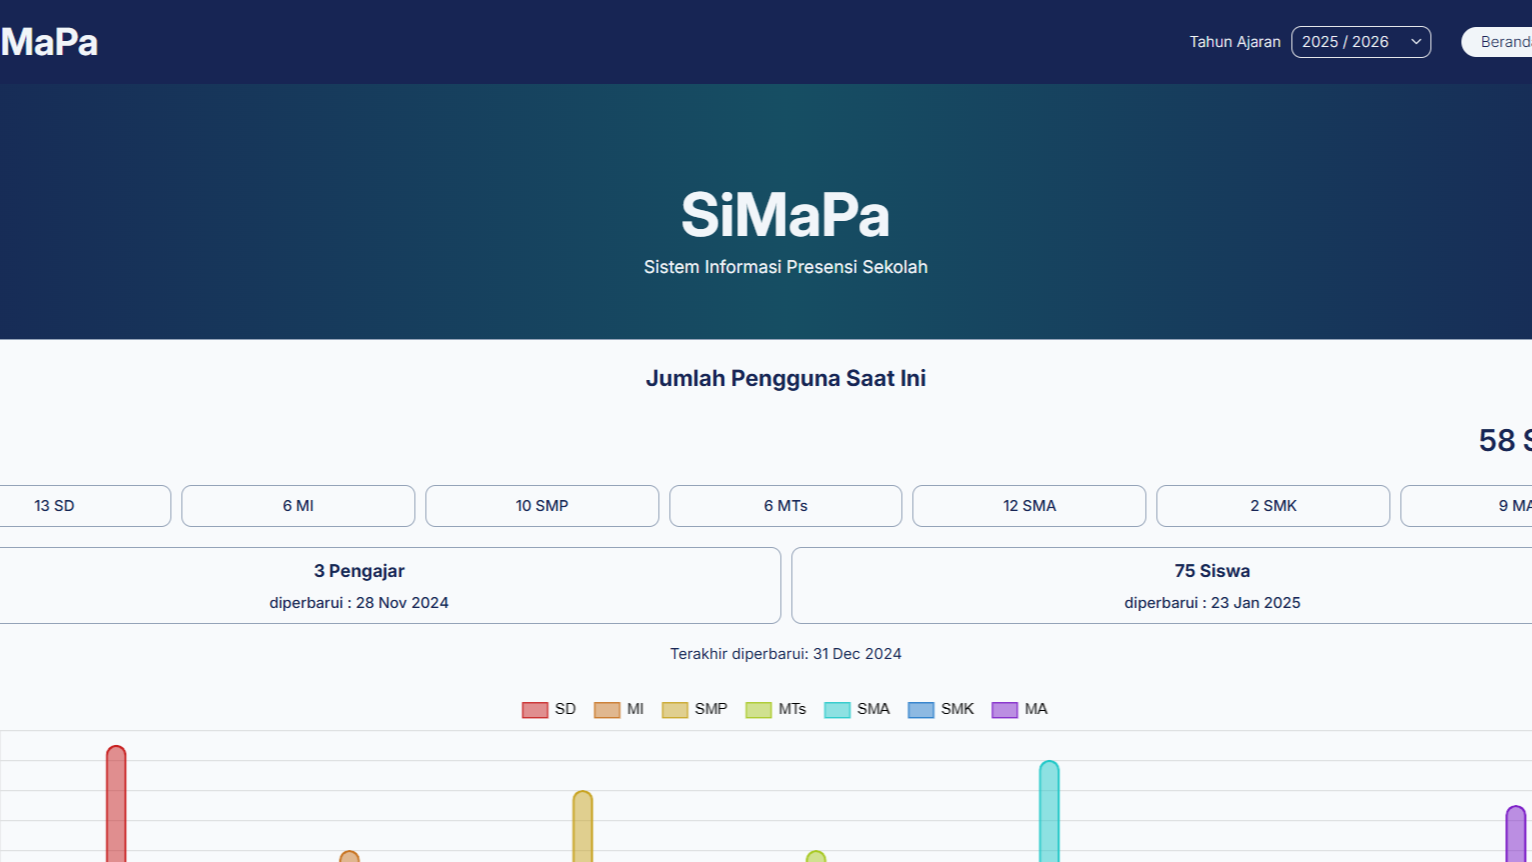 MaPa
Tahun Ajaran
2025 / 2026
SiMaPa
Sistem Informasi Presensi Sekolah
Jumlah Pengguna Saat Ini
58
13 SD
6 MI
10 SMP
6 MTs
12 SMA
2 SMK
9
3 Pengajar
diperbarui : 28 Nov 2024
75 Siswa
diperbarui : 23 Jan 2025
Terakhir diperbarui: 31 Dec 2024
SD
MI
SMP
MTs
SMA
SMK
MA